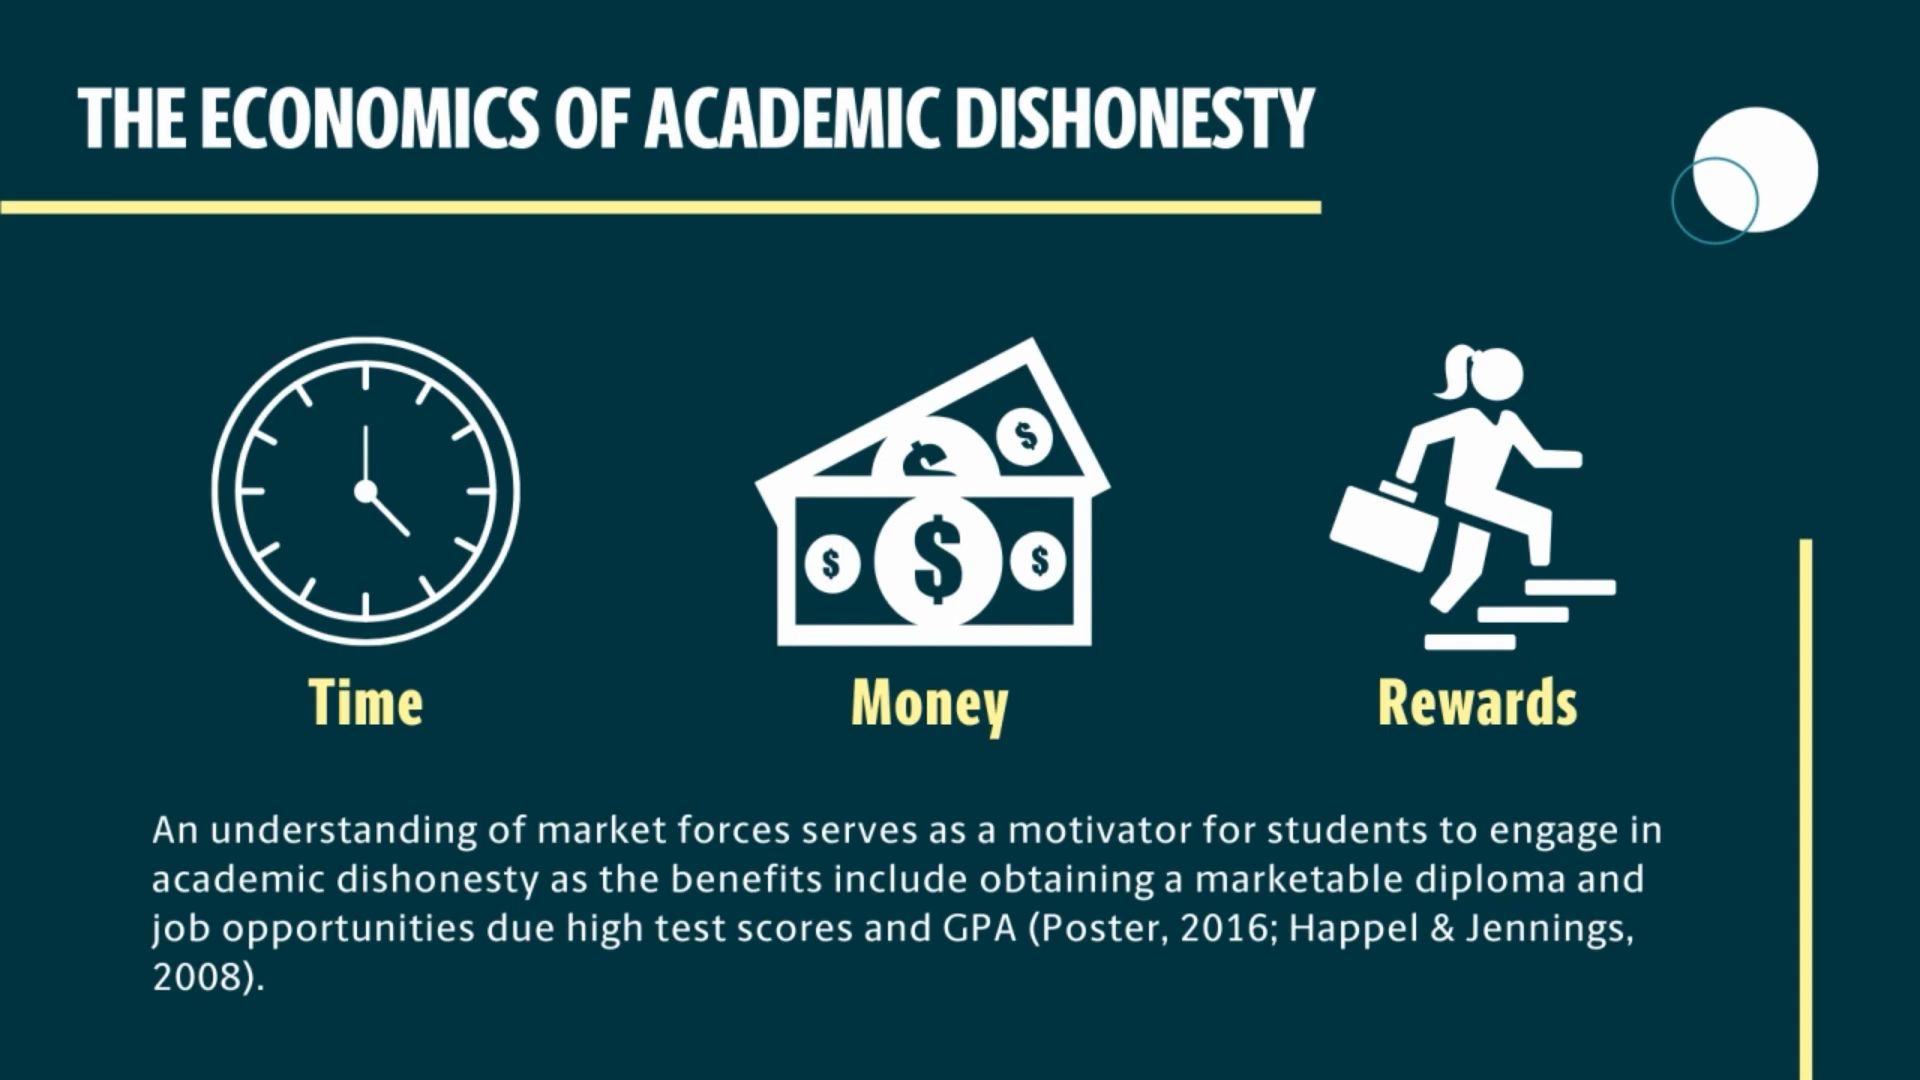 THE ECONOMICS OF ACADEMIC DISHONESTY
$
$
$
$
$
Time
Money
Rewards
An understanding of market forces serves as a motivator for students to engage in
academic dishonesty as the benefits include obtaining a marketable diploma and
job opportunities due high test scores and GPA (Poster, 2016; Happel & Jennings,
2008).